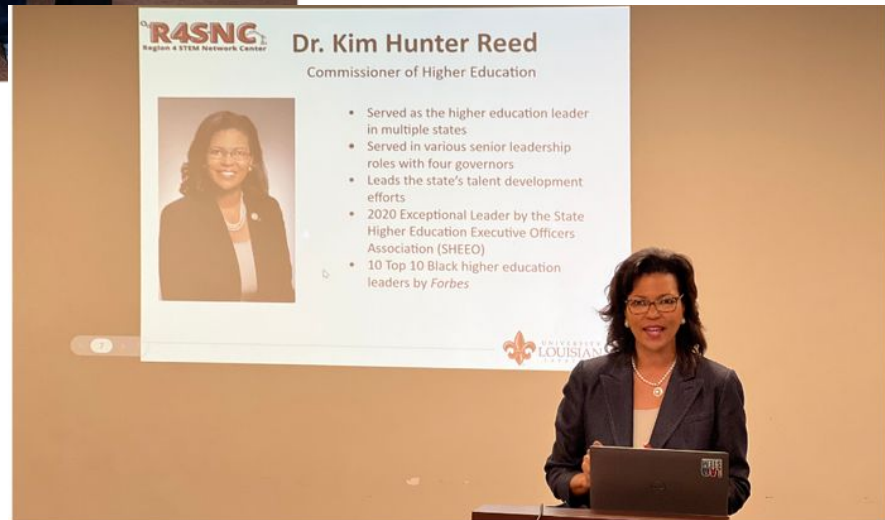 R4SNC
Region 4 STEM Network Center
Dr. Kim Hunter Reed
Commissioner of Higher Education
• Served as the higher education leader
in multiple states
• Served in various senior leadership
roles with four governors
• Leads the state's talent development
efforts
• 2020 Exceptional Leader by the State
Higher Education Executive Officers
Association (SHEEO)
• 10 Top 10 Black higher education
leaders by Forbes
7
UNIVERSITY
LOUISIAN